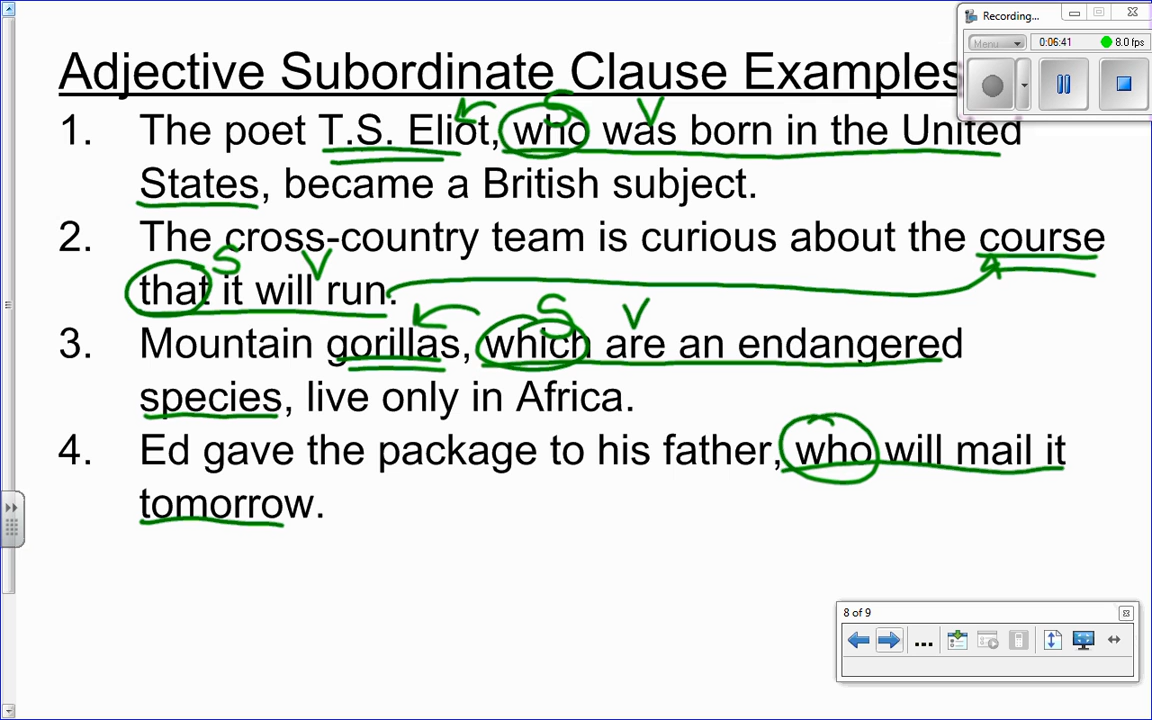 Recording...
Menu
0:06:41
8.0 fps
Adjective Subordinate Clause Examples
S V
1. The poet T.S. Eliot, who was born in the United
States, became a British subject.
2. The cross-country team is curious about the course
S V
that it will run.
S V
3. Mountain gorillas, which are an endangered
species, live only in Africa.
4. Ed gave the package to his father, who will mail it
tomorrow.
8 of 9